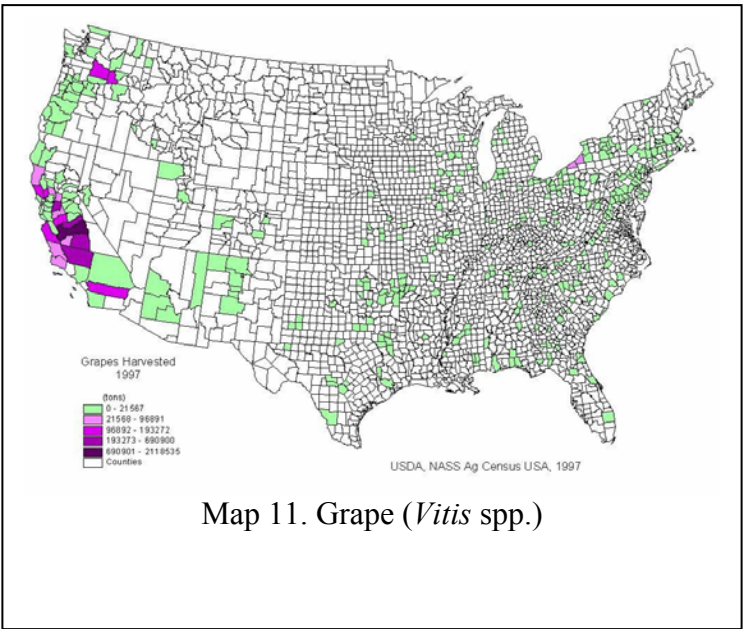 Grapes Harvested
1997
(tons)
0 - 21567
21568 - 96891
96892 - 193272
193273 - 690900
690901 - 2118535
Counties
USDA, NASS Ag Census USA, 1997
Map 11. Grape (Vitis spp.)